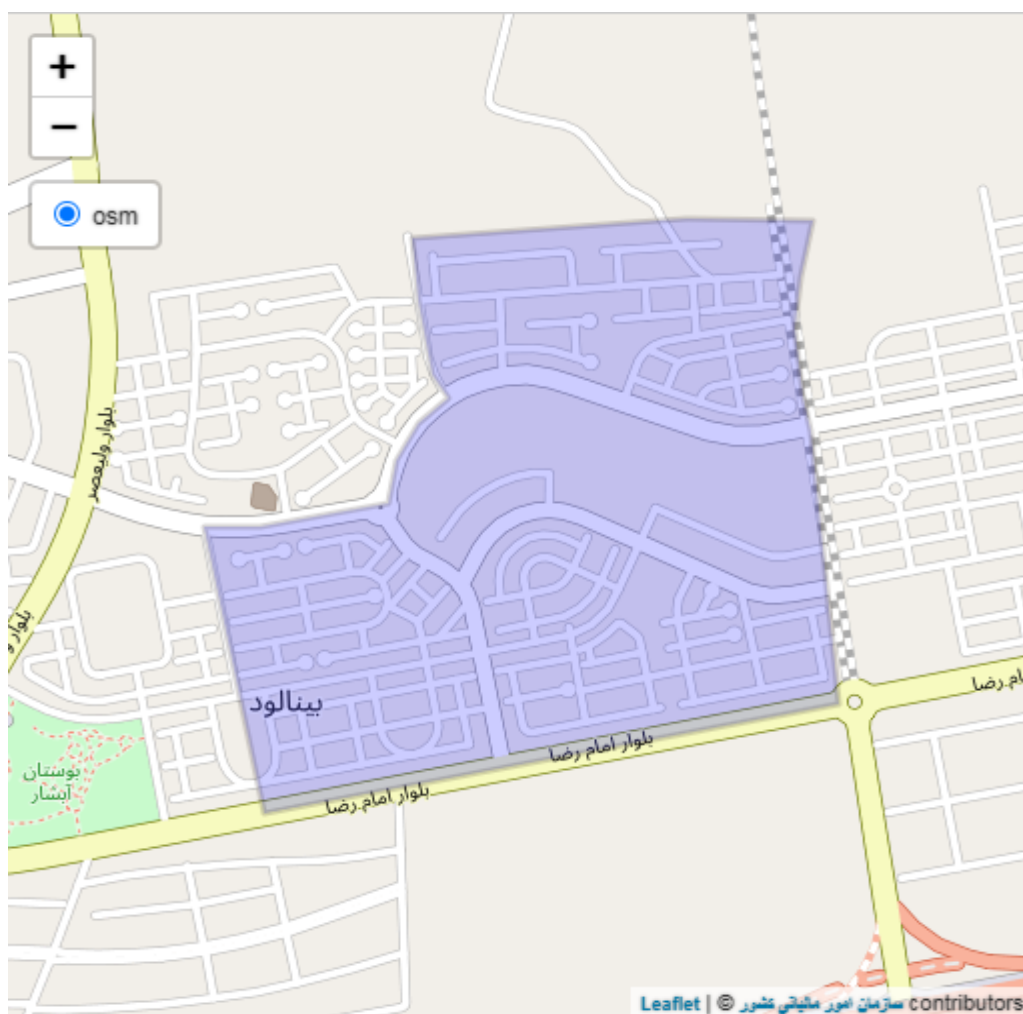 +
−
osm
بلوار ولیعصر
بلوار و
بینالود
ام رضا
بلوار امام رضا
بلوار امام رضا
بوستان
آبشار
Leaflet | © سازمان امور مالیاتی کشور contributors